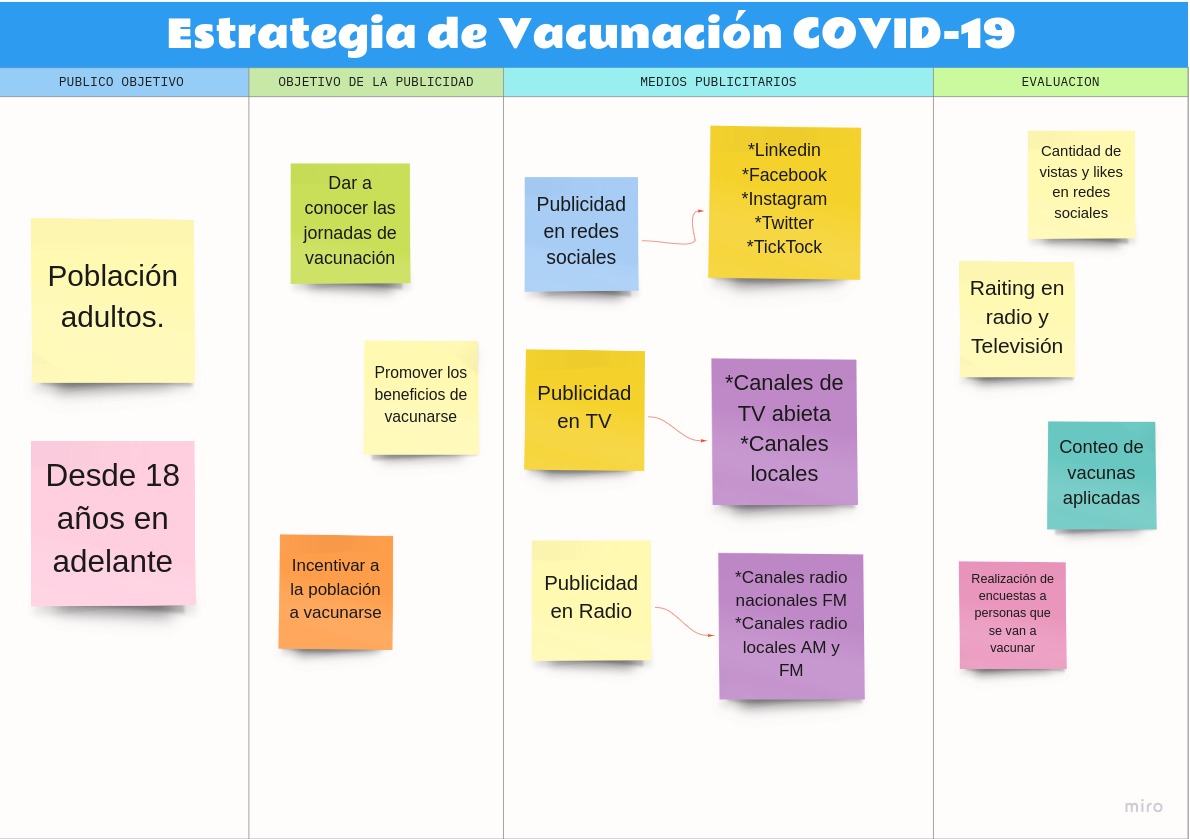 Estrategia de Vacunación COVID-19
PUBLICO OBJETIVO
OBJETIVO DE LA PUBLICIDAD
MEDIOS PUBLICITARIOS
EVALUACION
Población
adultos.
Desde 18
años en
adelante
Dar a
conocer las
jornadas de
vacunación
Promover los
beneficios de
vacunarse
Incentivar a
la población
a vacunarse
Publicidad
en redes
sociales
*Linkedin
*Facebook
*Instagram
*Twitter
*TickTock
Publicidad
en TV
*Canales de
TV abieta
*Canales
locales
Publicidad
en Radio
*Canales radio
nacionales FM
*Canales radio
locales AM y
FM
Cantidad de
vistas y likes
en redes
sociales
Raiting en
radio y
Televisión
Conteo de
vacunas
aplicadas
Realización de
encuestas a
personas que
se van a
vacunar
miro